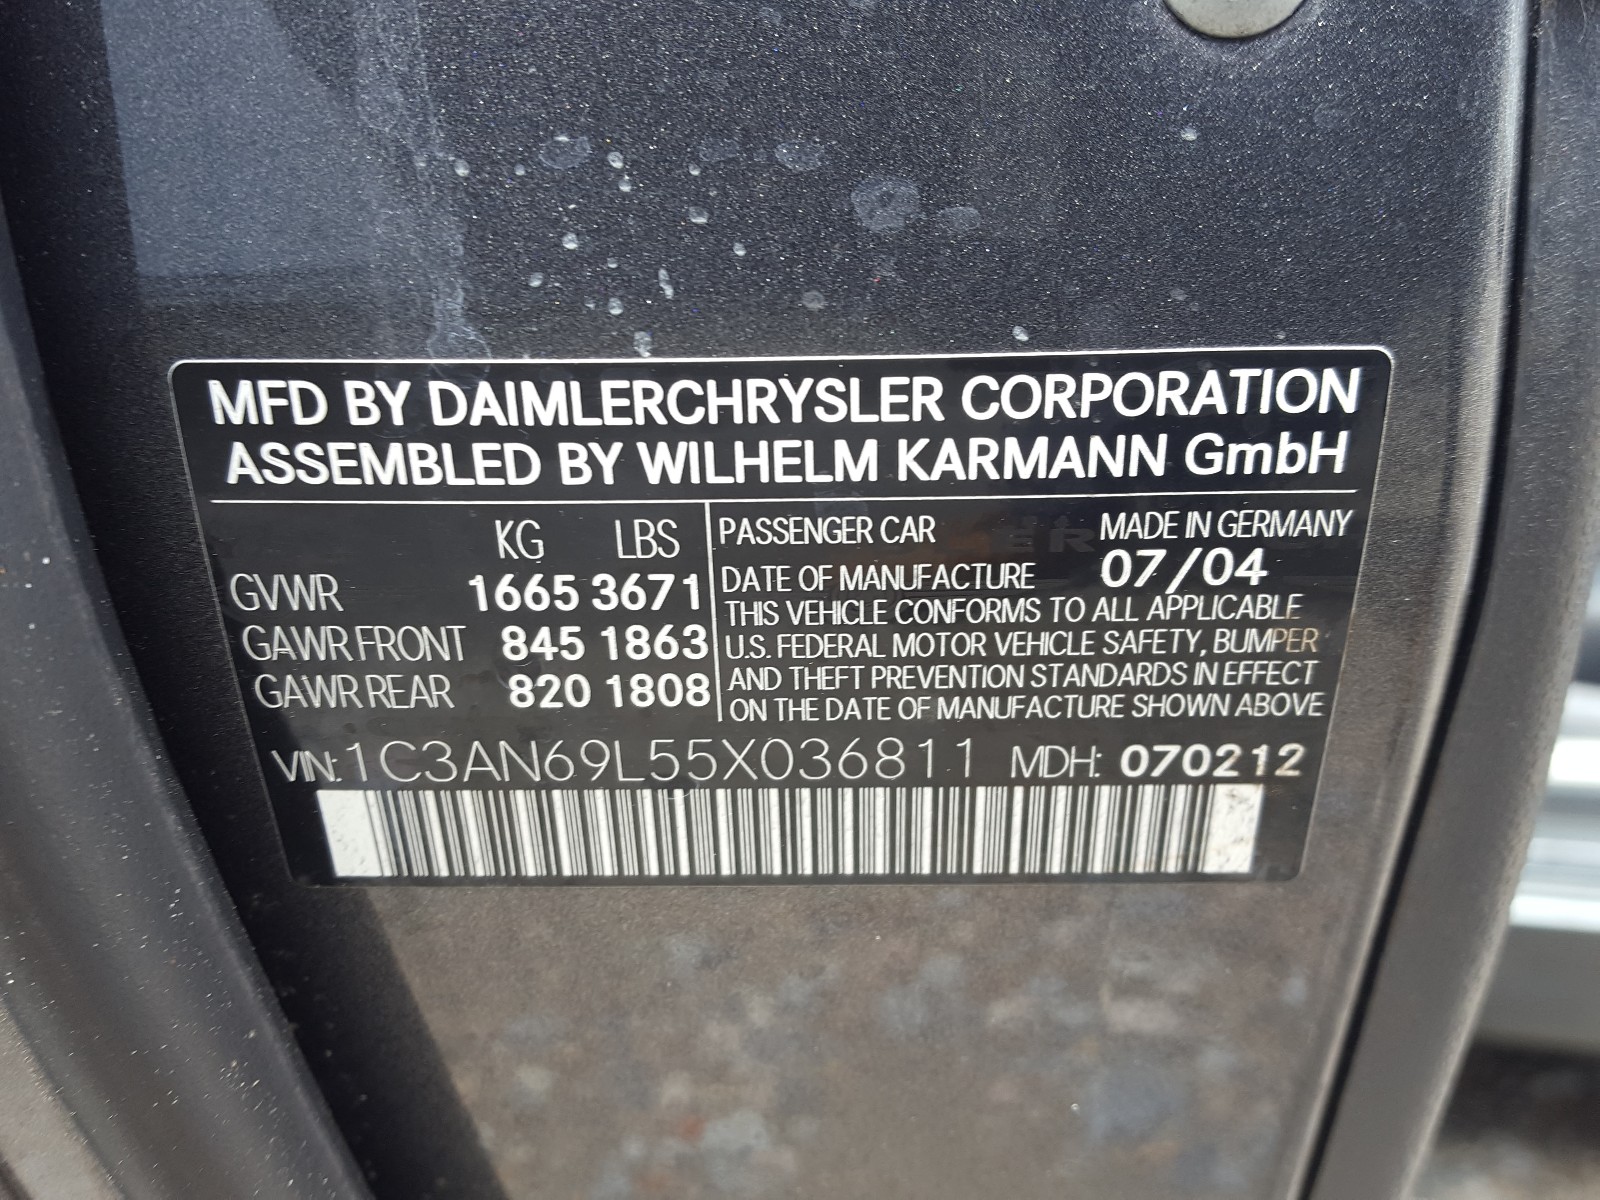 MFD BY DAIMLERCHRYSLER CORPORATION
ASSEMBLED BY WILHELM KARMANN GmbH
KG LBS
GVWR 1665 3671
GAWR FRONT 845 1863
GAWR REAR 820 1808
PASSENGER CAR MADE IN GERMANY
DATE OF MANUFACTURE 07/04
THIS VEHICLE CONFORMS TO ALL APPLICABLE
U.S. FEDERAL MOTOR VEHICLE SAFETY, BUMPER
AND THEFT PREVENTION STANDARDS IN EFFECT
ON THE DATE OF MANUFACTURE SHOWN ABOVE
VIN: 1C3AN69L55X036811 MDH: 070212